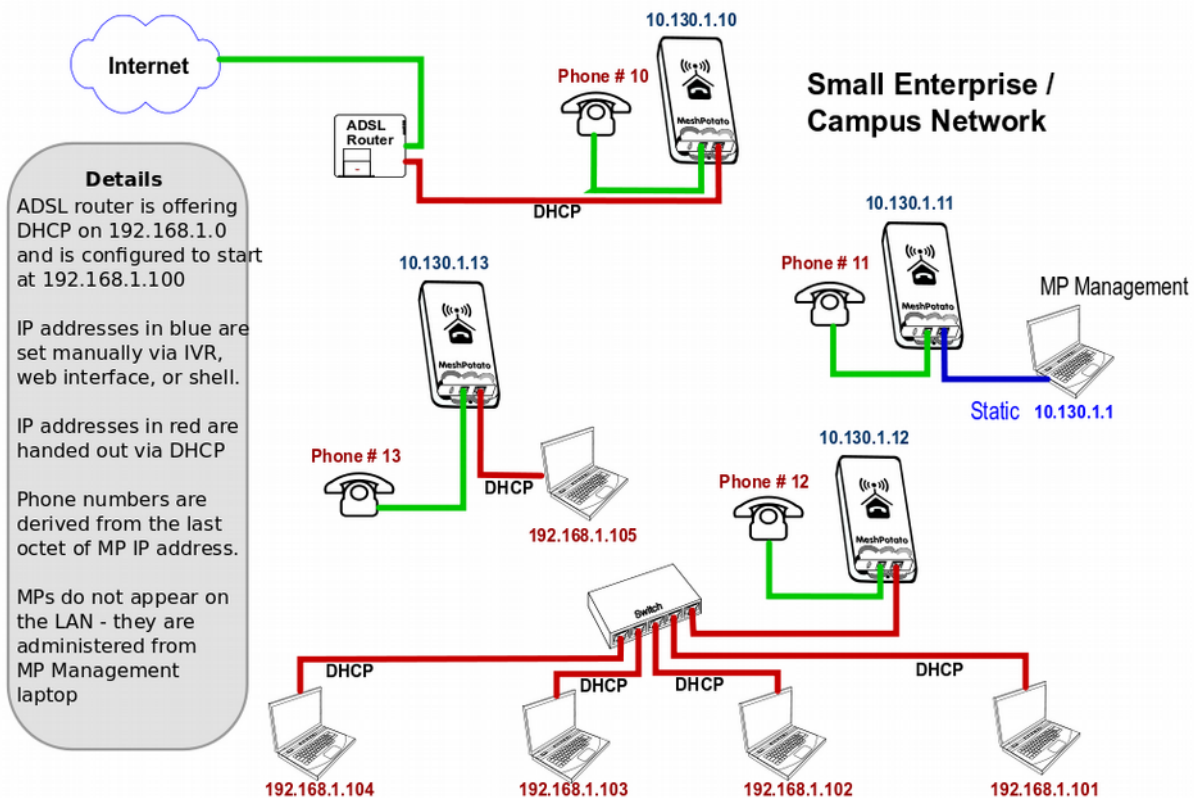 10.130.1.10
Internet
Phone # 10
Small Enterprise /
Campus Network
ADSL
Router
MeshPotato
DHCP
Details
ADSL router is offering
DHCP on 192.168.1.0
and is configured to start
at 192.168.1.100
IP addresses in blue are
set manually via IVR,
web interface, or shell.
IP addresses in red are
handed out via DHCP
Phone numbers are
derived from the last
octet of MP IP address.
MPs do not appear on
the LAN - they are
administered from
MP Management
laptop
10.130.1.11
Phone # 11
MeshPotato
MP Management
Static 10.130.1.1
10.130.1.13
MeshPotato
Phone # 13
DHCP
192.168.1.105
10.130.1.12
Phone # 12
MeshPotato
Switch
DHCP
DHCP
DHCP
DHCP
192.168.1.104
192.168.1.103
192.168.1.102
192.168.1.101